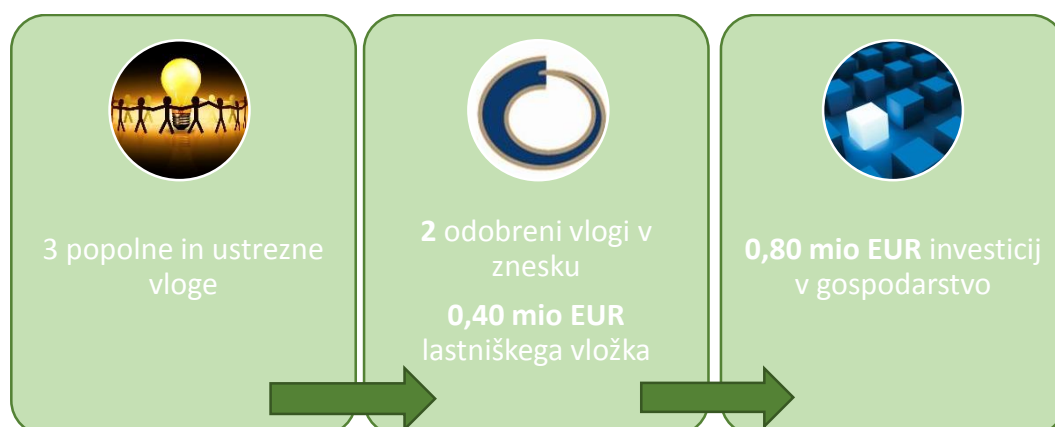 3 popolne in ustrezne
vloge
2 odobreni vlogi v
znesku
0,40 mio EUR
lastniškega vložka
0,80 mio EUR investicij
v gospodarstvo